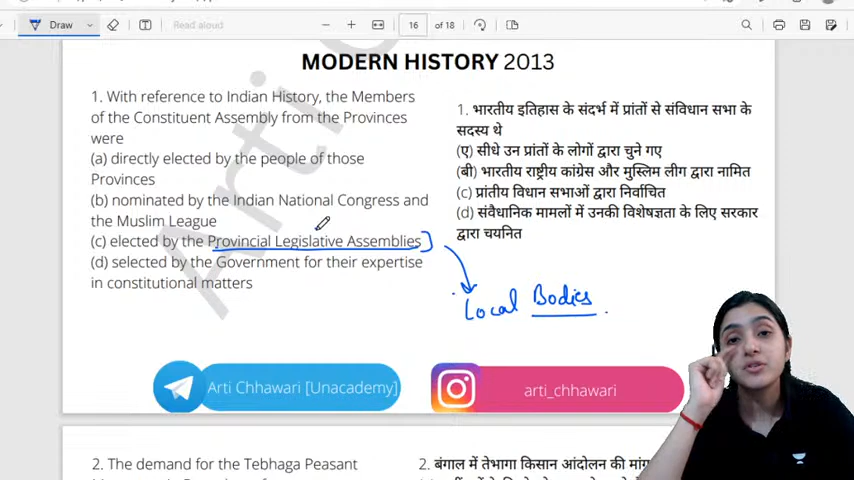 Draw
Read aloud
16
of 18
MODERN HISTORY 2013
1. With reference to Indian History, the Members
of the Constituent Assembly from the Provinces
were
(a) directly elected by the people of those
Provinces
(b) nominated by the Indian National Congress and
the Muslim League
(c) elected by the Provincial Legislative Assemblies
(d) selected by the Government for their expertise
in constitutional matters
1. भारतीय इतिहास के संदर्भ में प्रांतों से संविधान सभा के
सदस्य थे
(ए) सीधे उन प्रांतों के लोगों द्वारा चुने गए
(बी) भारतीय राष्ट्रीय कांग्रेस और मुस्लिम लीग द्वारा नामित
(c) प्रांतीय विधान सभाओं द्वारा निर्वाचित
(d) संवैधानिक मामलों में उनकी विशेषज्ञता के लिए सरकार
द्वारा चयनित
Local Bodies.
Arti Chhawari [Unacademy]
arti_chhawari
2. The demand for the Tebhaga Peasant
2. बंगाल में तेभागा किसान आंदोलन की मांग